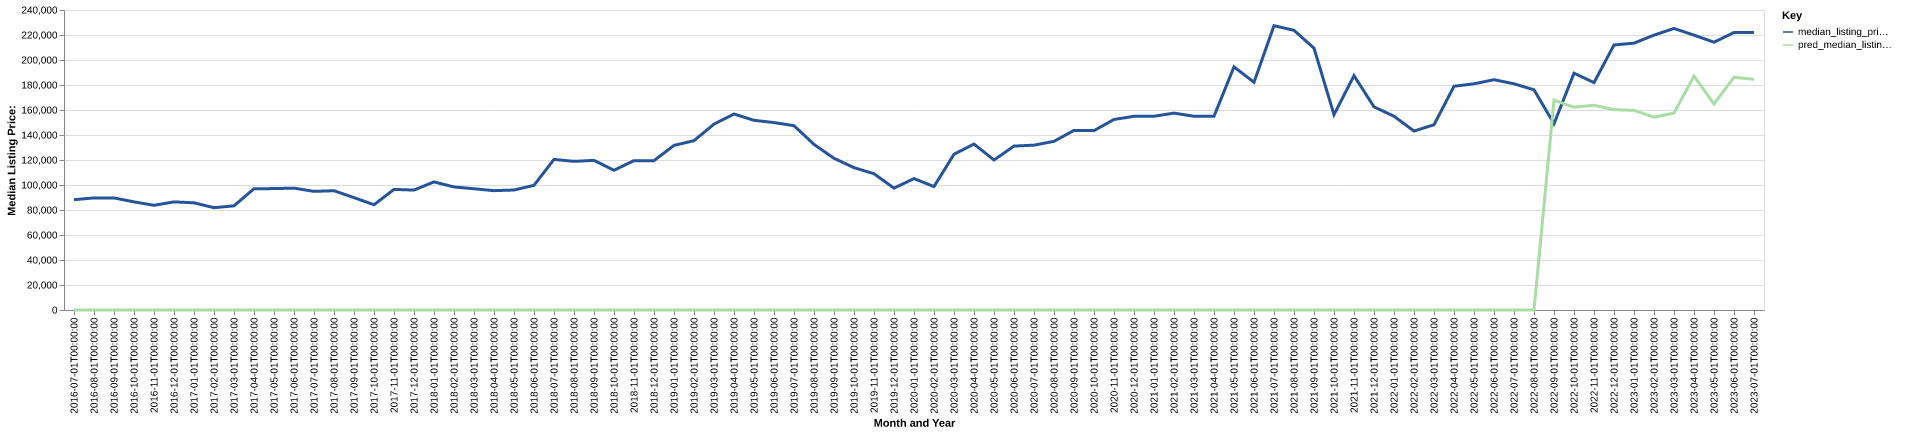 240,000
220,000
200,000
180,000
160,000
140,000
120,000
100,000
80,000
60,000
40,000
20,000
0
Median Listing Price:
2016-07-01T00:00:00
2016-08-01T00:00:00
2016-09-01T00:00:00
2016-10-01T00:00:00
2016-11-01T00:00:00
2016-12-01T00:00:00
2017-01-01T00:00:00
2017-02-01T00:00:00
2017-03-01T00:00:00
2017-04-01T00:00:00
2017-05-01T00:00:00
2017-06-01T00:00:00
2017-07-01T00:00:00
2017-08-01T00:00:00
2017-09-01T00:00:00
2017-10-01T00:00:00
2017-11-01T00:00:00
2017-12-01T00:00:00
2018-01-01T00:00:00
2018-02-01T00:00:00
2018-03-01T00:00:00
2018-04-01T00:00:00
2018-05-01T00:00:00
2018-06-01T00:00:00
2018-07-01T00:00:00
2018-08-01T00:00:00
2018-09-01T00:00:00
2018-10-01T00:00:00
2018-11-01T00:00:00
2018-12-01T00:00:00
2019-01-01T00:00:00
2019-02-01T00:00:00
2019-03-01T00:00:00
2019-04-01T00:00:00
2019-05-01T00:00:00
2019-06-01T00:00:00
2019-07-01T00:00:00
2019-08-01T00:00:00
2019-09-01T00:00:00
2019-10-01T00:00:00
2019-11-01T00:00:00
2019-12-01T00:00:00
2020-01-01T00:00:00
2020-02-01T00:00:00
2020-03-01T00:00:00
2020-04-01T00:00:00
2020-05-01T00:00:00
2020-06-01T00:00:00
2020-07-01T00:00:00
2020-08-01T00:00:00
2020-09-01T00:00:00
2020-10-01T00:00:00
2020-11-01T00:00:00
2020-12-01T00:00:00
2021-01-01T00:00:00
2021-02-01T00:00:00
2021-03-01T00:00:00
2021-04-01T00:00:00
2021-05-01T00:00:00
2021-06-01T00:00:00
2021-07-01T00:00:00
2021-08-01T00:00:00
2021-09-01T00:00:00
2021-10-01T00:00:00
2021-11-01T00:00:00
2021-12-01T00:00:00
2022-01-01T00:00:00
2022-02-01T00:00:00
2022-03-01T00:00:00
2022-04-01T00:00:00
2022-05-01T00:00:00
2022-06-01T00:00:00
2022-07-01T00:00:00
2022-08-01T00:00:00
2022-09-01T00:00:00
2022-10-01T00:00:00
2022-11-01T00:00:00
2022-12-01T00:00:00
2023-01-01T00:00:00
2023-02-01T00:00:00
2023-03-01T00:00:00
2023-04-01T00:00:00
2023-05-01T00:00:00
2023-06-01T00:00:00
2023-07-01T00:00:00
Month and Year
Key
median_listing_pri…
pred_median_listin…